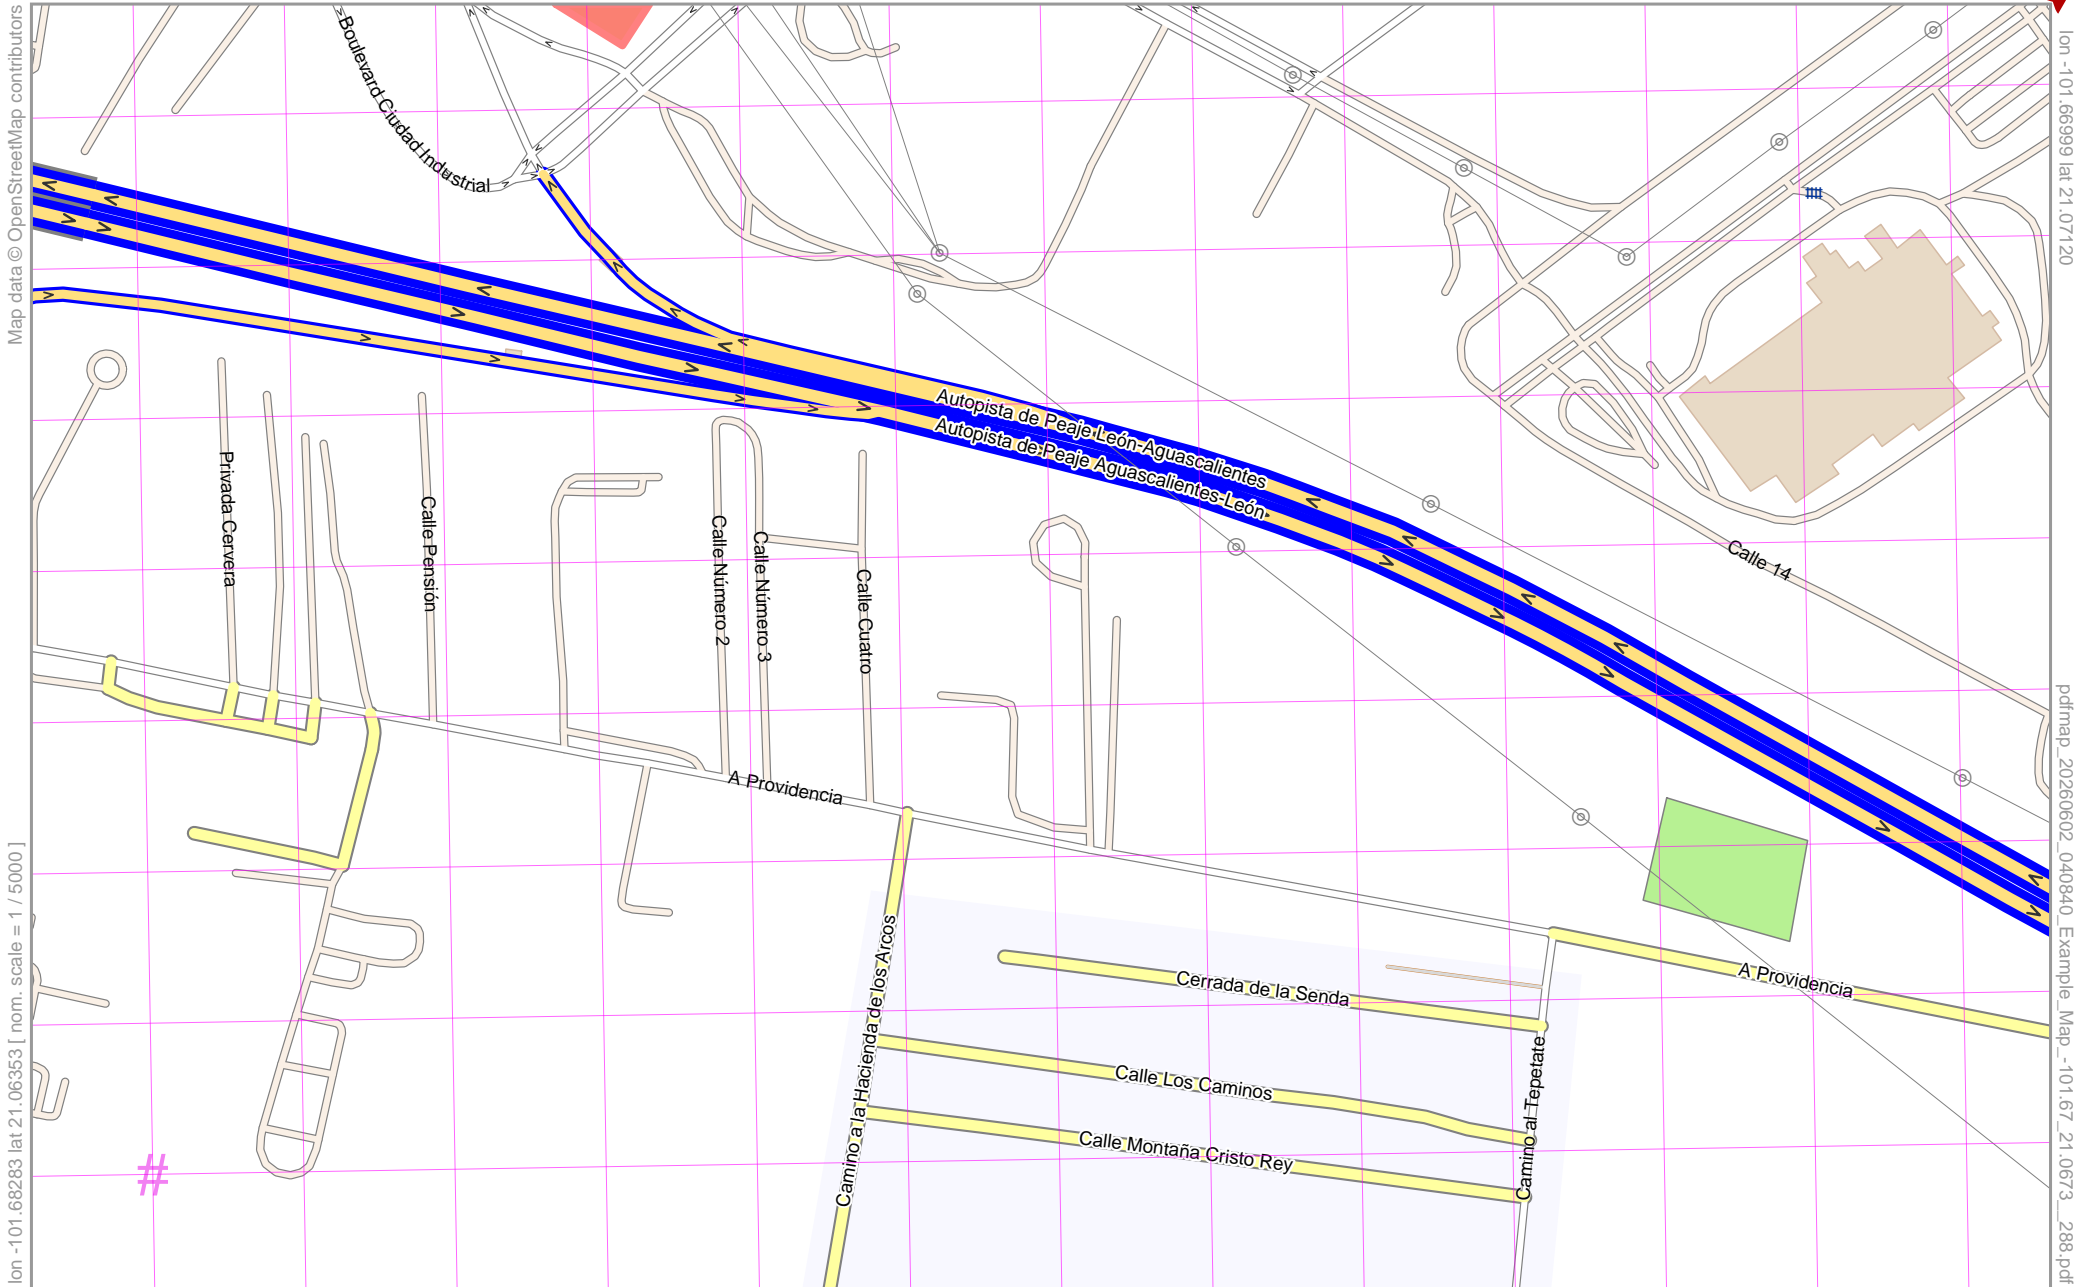 Map data © OpenStreetMap contributors
lon -101.68283 lat 21.06353 [ nom. scale = 1 / 5000 ]
lon -101.66999 lat 21.07120
pdfmap_20260602_040840_Example_Map_-101.67_21.0673__288.pdf
Boulevard Ciudad Industrial
Autopista de Peaje León-Aguascalientes
Autopista de Peaje Aguascalientes-León
Calle 14
Privada Cervera
Calle Pensión
Calle Número 2
Calle Número 3
Calle Cuatro
A Providencia
A Providencia
Camino a la Hacienda de los Arcos
Cerrada de la Senda
Calle Los Caminos
Calle Montaña Cristo Rey
Camino al Tepetate
#